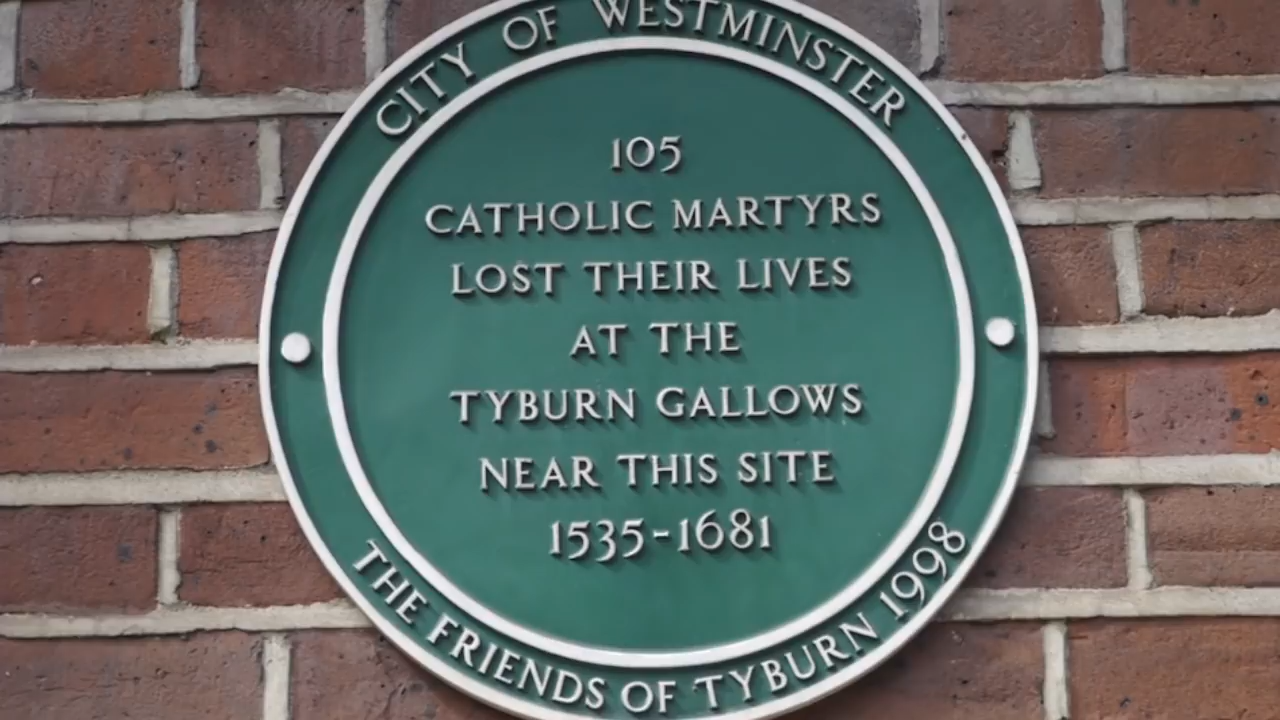 CITY OF WESTMINSTER
105
CATHOLIC MARTYRS
LOST THEIR LIVES
AT THE
TYBURN GALLOWS
NEAR THIS SITE
1535-1681
THE FRIENDS OF TYBURN 1998